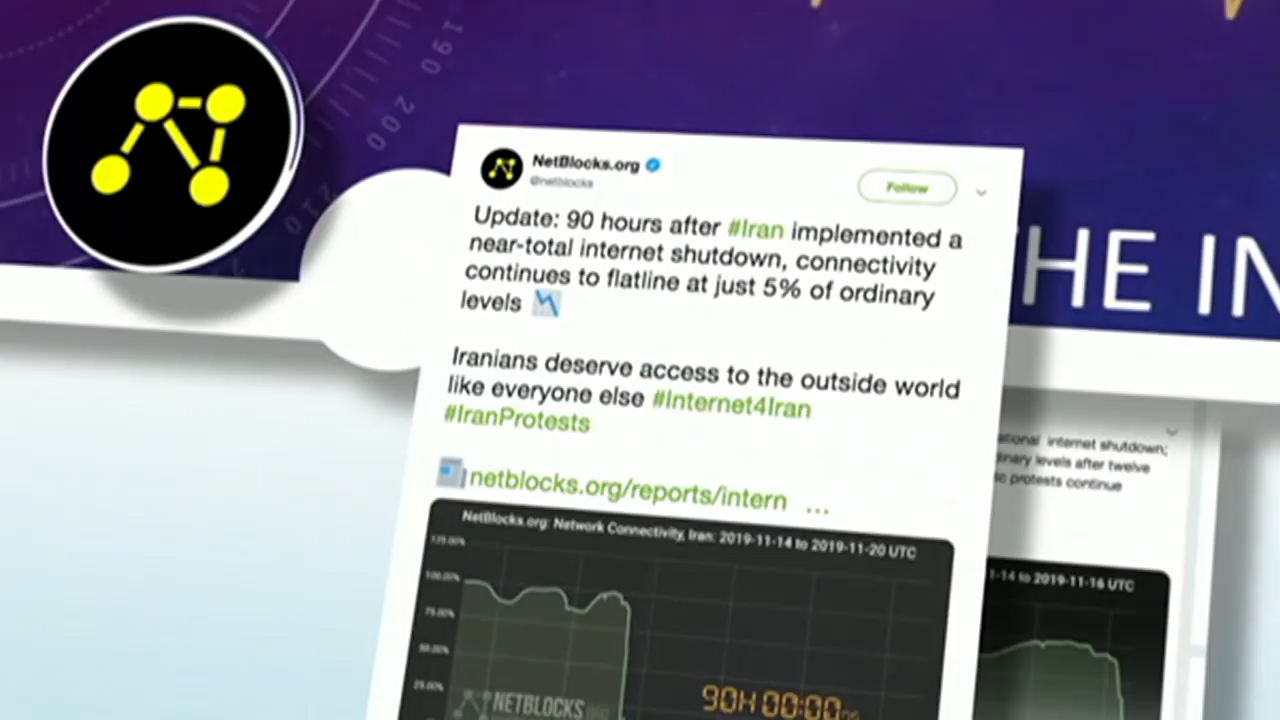 190
200
210
NetBlocks.org
@netblocks
Follow
Update: 90 hours after #Iran implemented a
near-total internet shutdown, connectivity
continues to flatline at just 5% of ordinary
levels
Iranians deserve access to the outside world
like everyone else #Internet4Iran
#IranProtests
netblocks.org/reports/intern ...
NetBlocks.org: Network Connectivity, Iran: 2019-11-14 to 2019-11-20 UTC
125.00%
100.00%
75.00%
50.00%
25.00%
NETBLOCKS
90H 00:00
HE IN
internet shutdown;
levels after twelve
protests continue
-14 to 2019-11-16 UTC